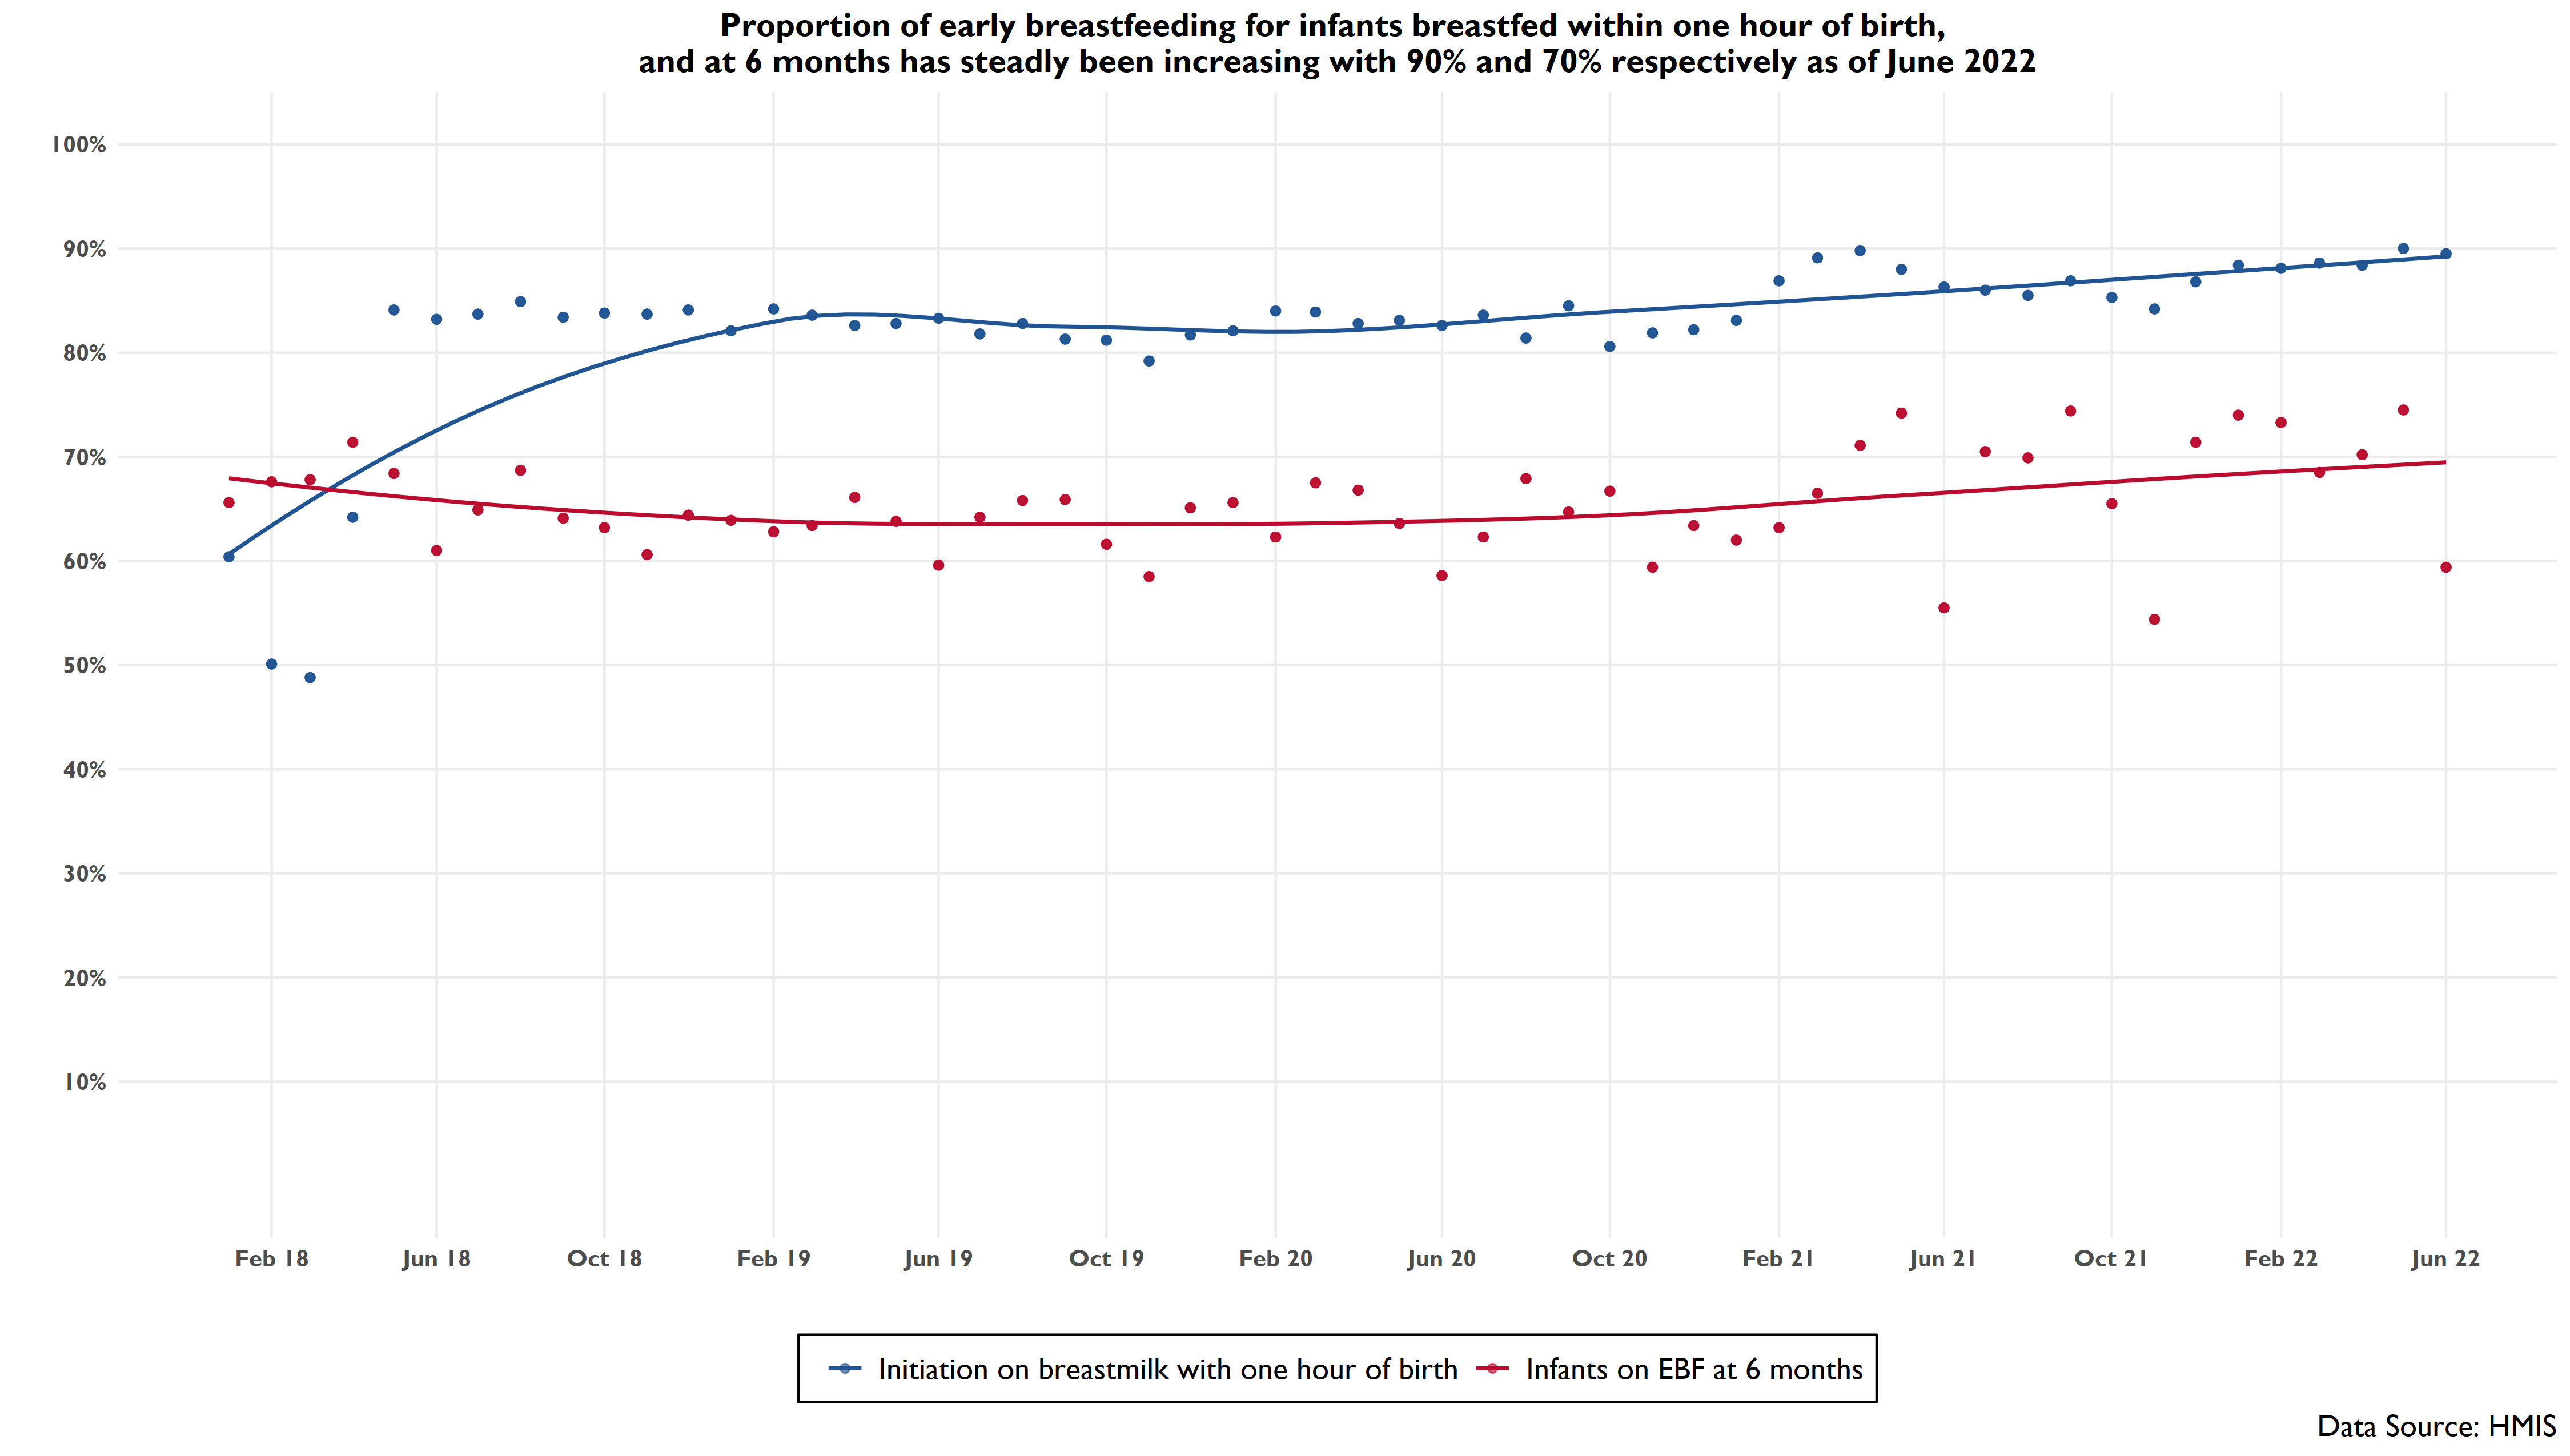 Proportion of early breastfeeding for infants breastfed within one hour of birth,
and at 6 months has steadily been increasing with 90% and 70% respectively as of June 2022
100%
90%
80%
70%
60%
50%
40%
30%
20%
10%
Feb 18 Jun 18 Oct 18 Feb 19 Jun 19 Oct 19 Feb 20 Jun 20 Oct 20 Feb 21 Jun 21 Oct 21 Feb 22 Jun 22
Initiation on breastmilk with one hour of birth Infants on EBF at 6 months
Data Source: HMIS